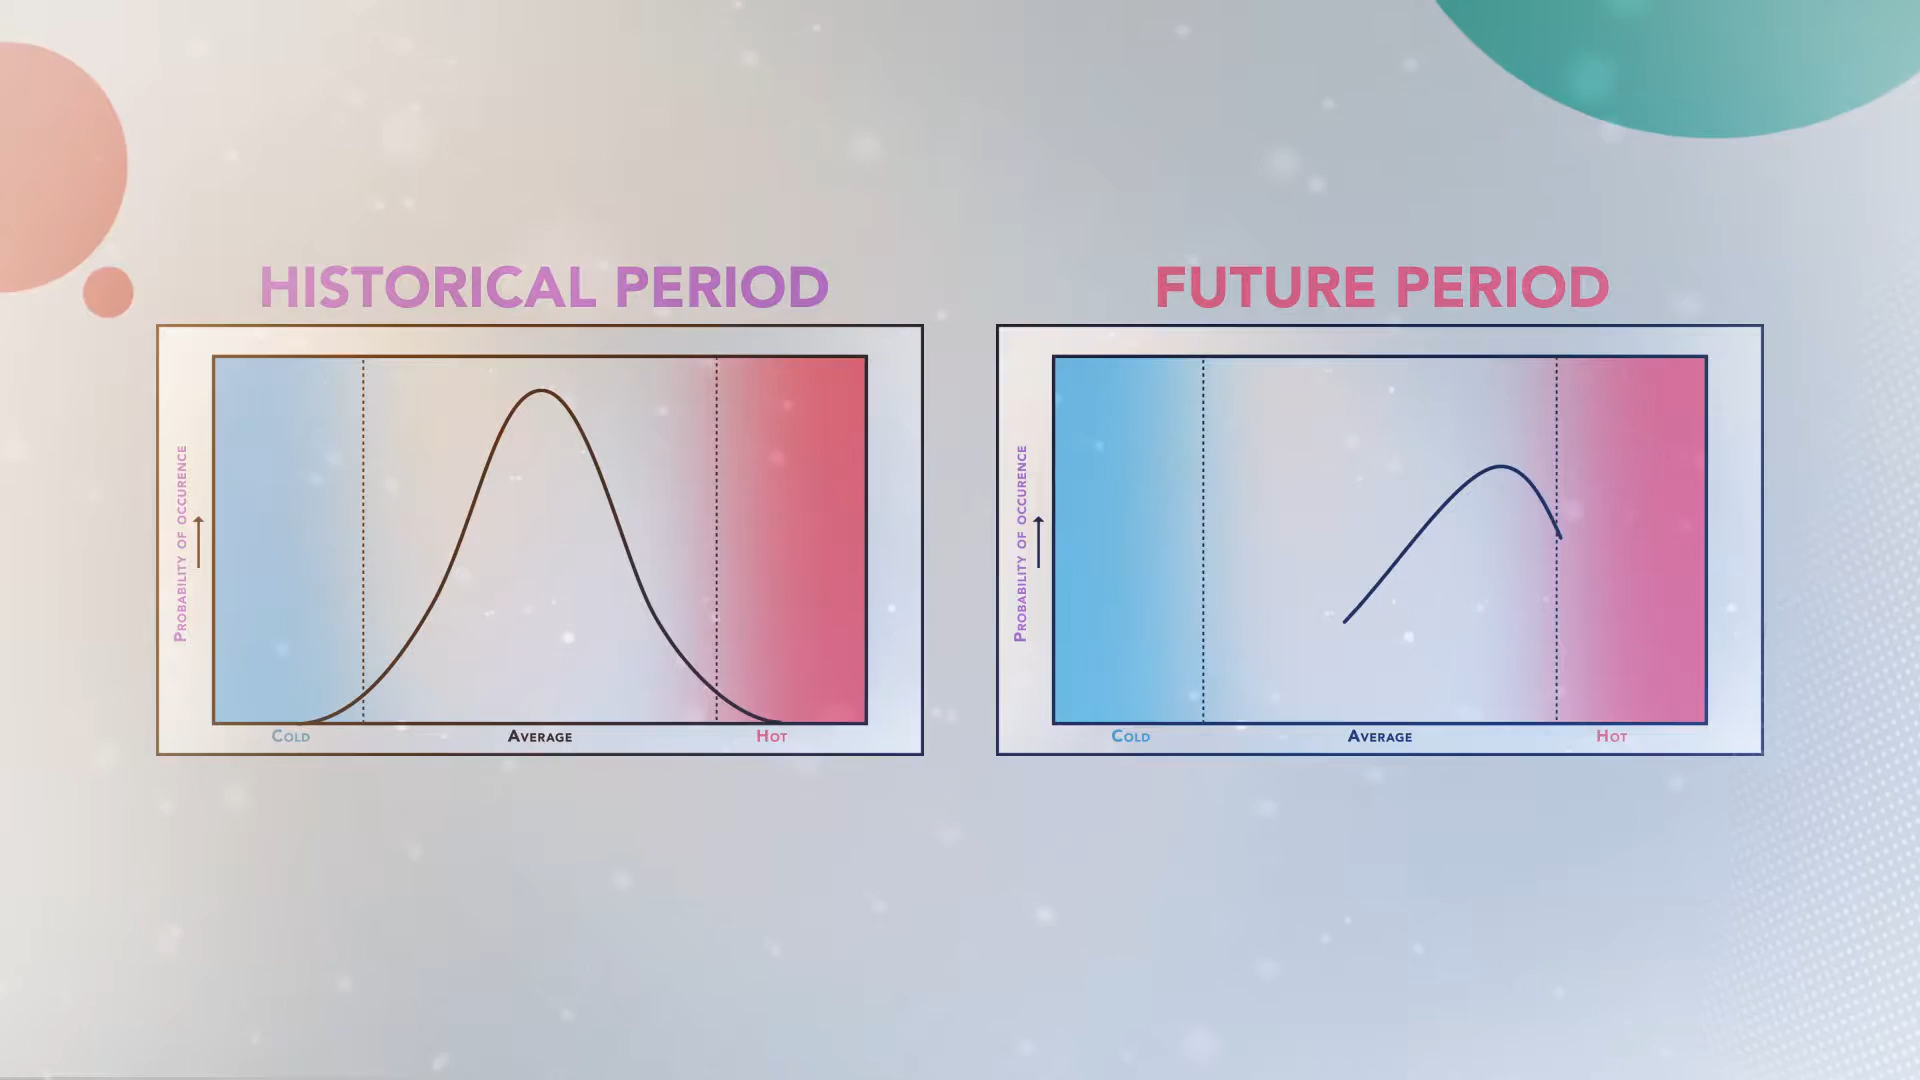 HISTORICAL PERIOD
PROBABILITY OF OCCURENCE
COLD
AVERAGE
HOT
FUTURE PERIOD
PROBABILITY OF OCCURENCE
COLD
AVERAGE
HOT